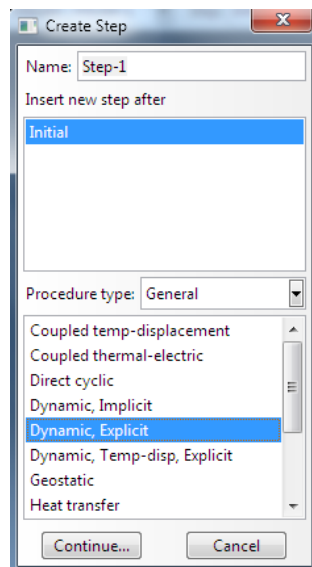 Create Step
Name: Step-1
Insert new step after
Initial
Procedure type: General
Coupled temp-displacement
Coupled thermal-electric
Direct cyclic
Dynamic, Implicit
Dynamic, Explicit
Dynamic, Temp-disp, Explicit
Geostatic
Heat transfer
Continue... Cancel